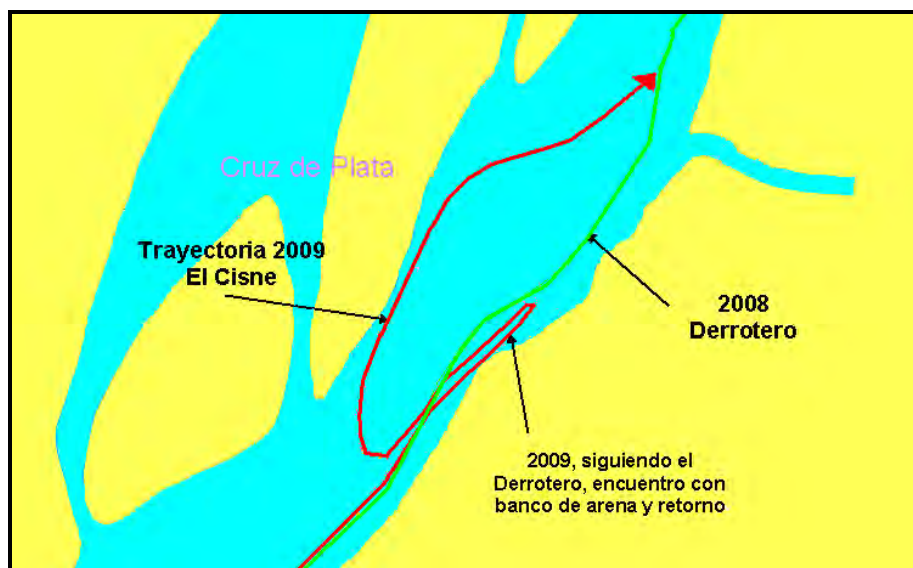 Cruz de Plata
Trayectoria 2009
El Cisne
2008
Derrotero
2009, siguiendo el
Derrotero, encuentro con
banco de arena y retorno